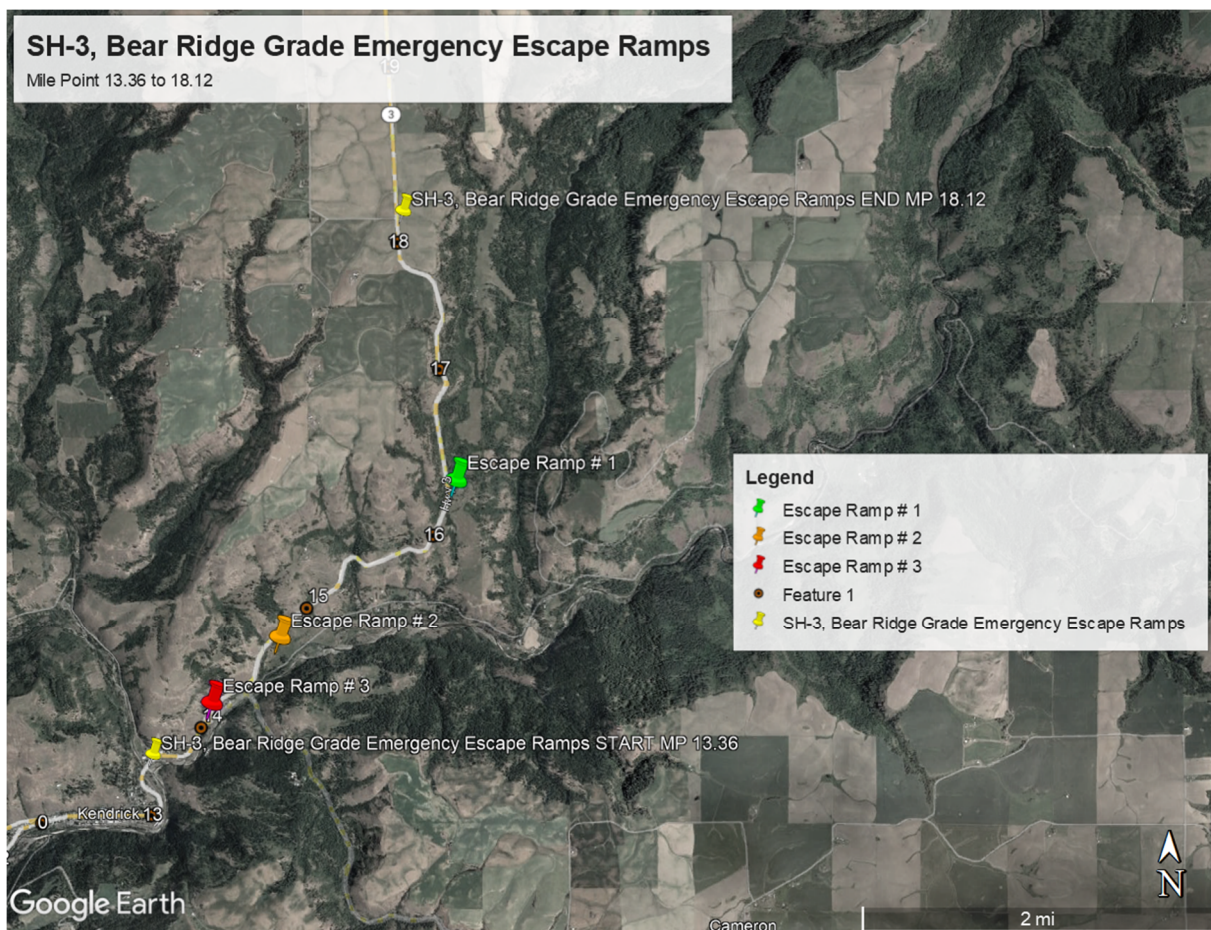 SH-3, Bear Ridge Grade Emergency Escape Ramps
Mile Point 13.36 to 18.12
19
3
SH-3, Bear Ridge Grade Emergency Escape Ramps END MP 18.12
18
17
Escape Ramp # 1
16
15
Escape Ramp # 2
Escape Ramp # 3
14
SH-3, Bear Ridge Grade Emergency Escape Ramps START MP 13.36
Kendrick 13
0
Legend
Escape Ramp # 1
Escape Ramp # 2
Escape Ramp # 3
Feature 1
SH-3, Bear Ridge Grade Emergency Escape Ramps
N
Google Earth
Cameron
2 mi